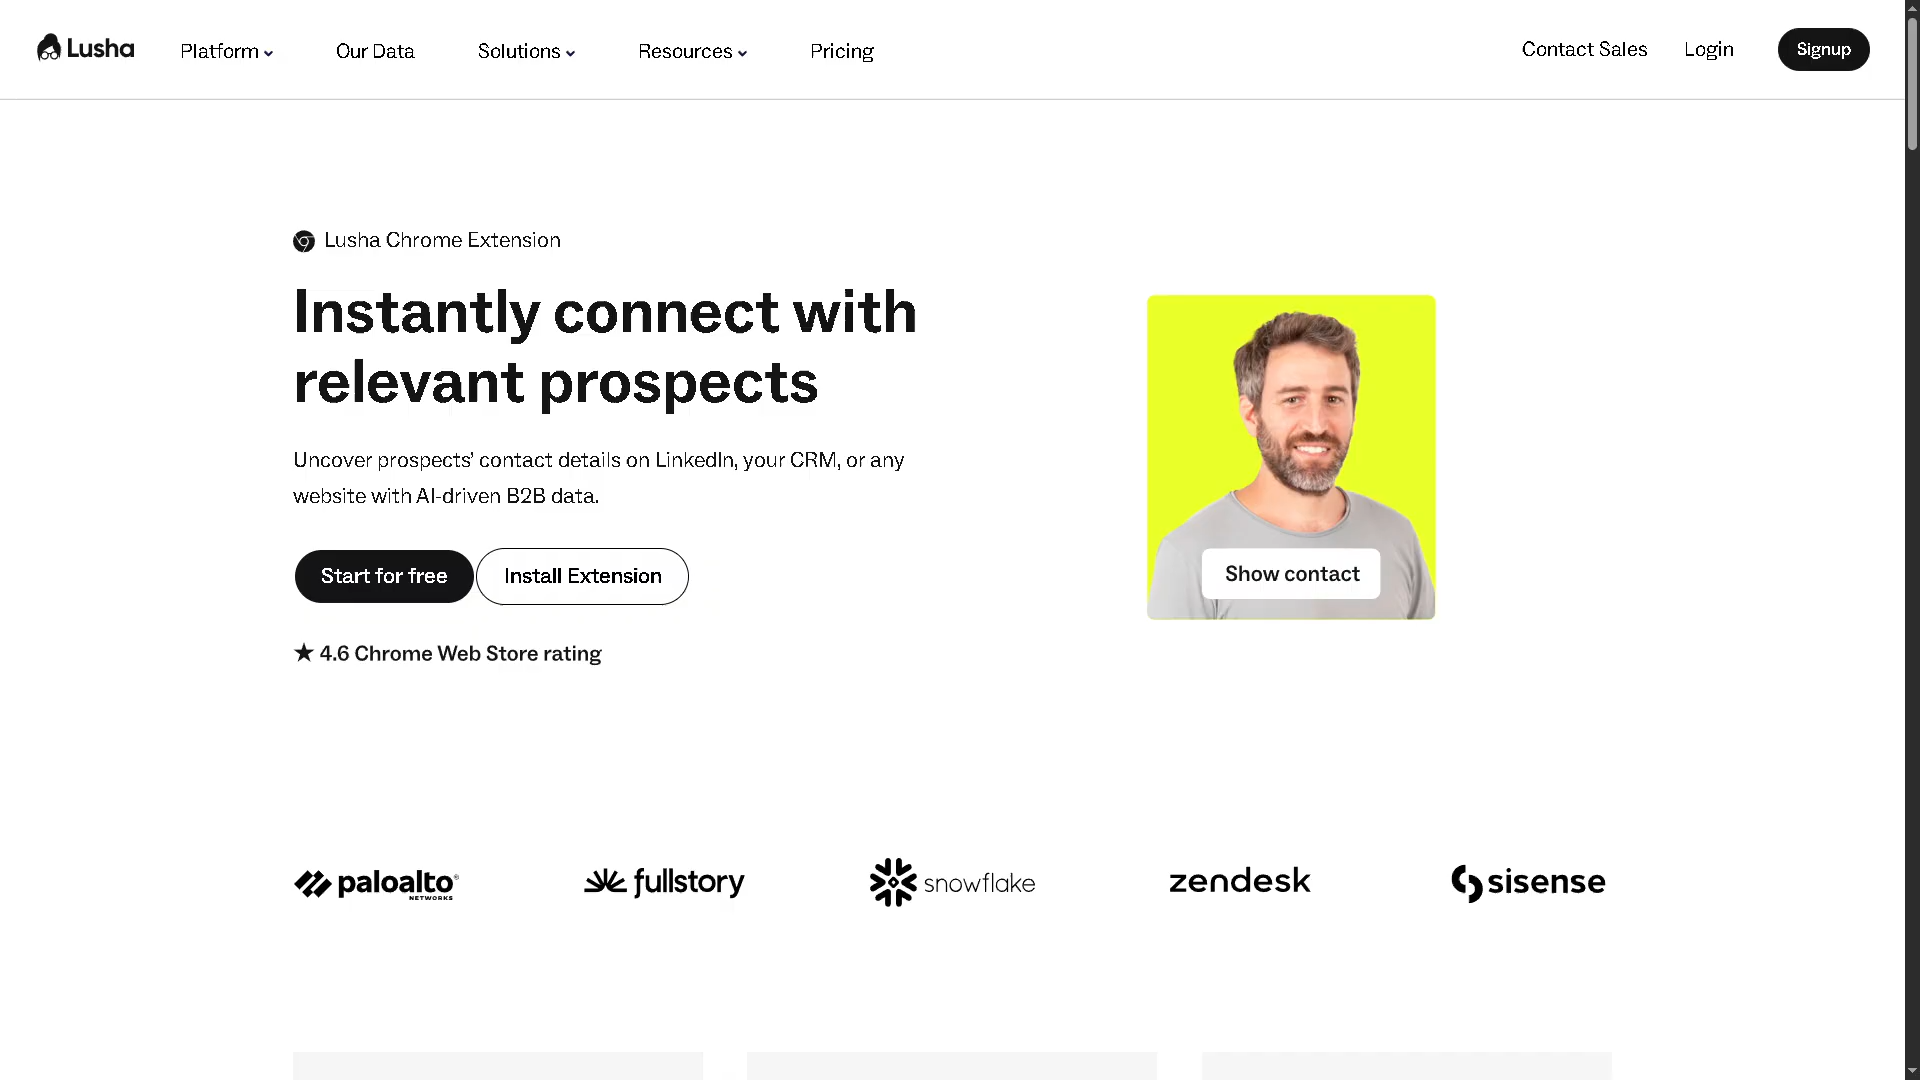 Lusha
Platform
Our Data
Solutions
Resources
Pricing
Contact Sales
Login
Signup
Lusha Chrome Extension
Instantly connect with
relevant prospects
Uncover prospects’ contact details on LinkedIn, your CRM, or any
website with AI-driven B2B data.
Start for free
Install Extension
★ 4.6 Chrome Web Store rating
Show contact
paloalto®
NETWORKS
fullstory
snowflake
zendesk
sisense